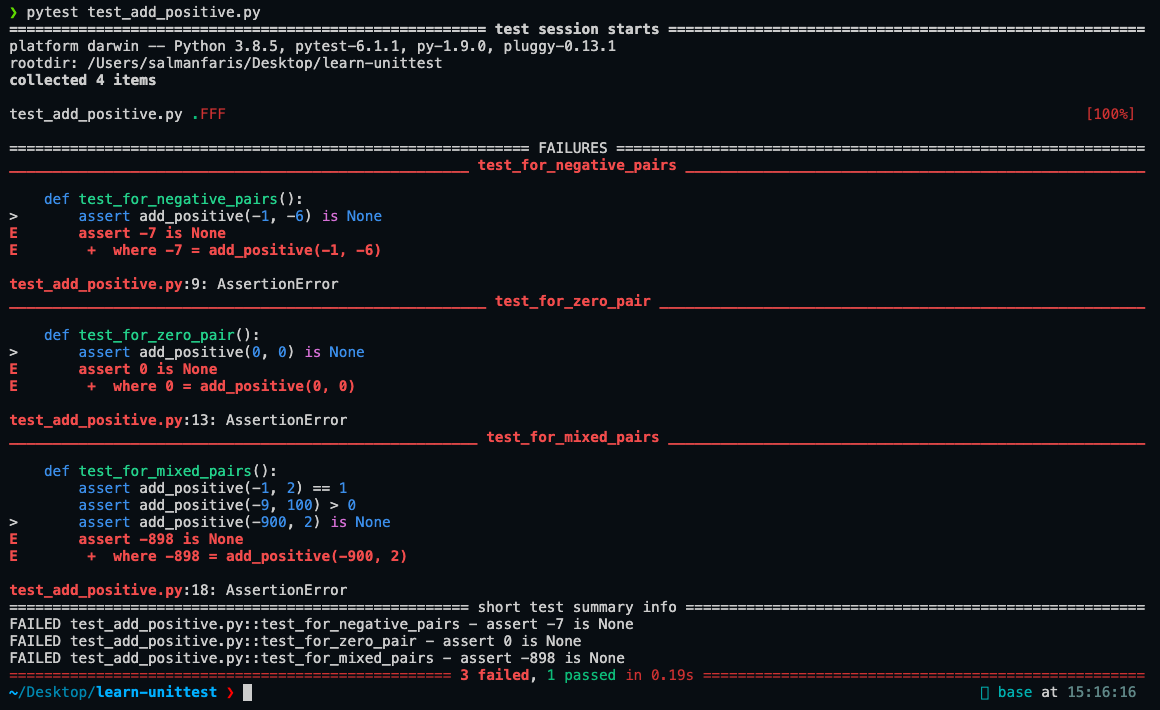 ❯ pytest test_add_positive.py
======================================================= test session starts =======================================================
platform darwin -- Python 3.8.5, pytest-6.1.1, py-1.9.0, pluggy-0.13.1
rootdir: /Users/salmanfaris/Desktop/learn-unittest
collected 4 items

test_add_positive.py .FFF [100%]

============================================================ FAILURES =============================================================
_____________________________________________________ test_for_negative_pairs _____________________________________________________

    def test_for_negative_pairs():
>       assert add_positive(-1, -6) is None
E       assert -7 is None
E        +  where -7 = add_positive(-1, -6)

test_add_positive.py:9: AssertionError
_______________________________________________________ test_for_zero_pair ________________________________________________________

    def test_for_zero_pair():
>       assert add_positive(0, 0) is None
E       assert 0 is None
E        +  where 0 = add_positive(0, 0)

test_add_positive.py:13: AssertionError
______________________________________________________ test_for_mixed_pairs _______________________________________________________

    def test_for_mixed_pairs():
        assert add_positive(-1, 2) == 1
        assert add_positive(-9, 100) > 0
>       assert add_positive(-900, 2) is None
E       assert -898 is None
E        +  where -898 = add_positive(-900, 2)

test_add_positive.py:18: AssertionError
===================================================== short test summary info =====================================================
FAILED test_add_positive.py::test_for_negative_pairs - assert -7 is None
FAILED test_add_positive.py::test_for_zero_pair - assert 0 is None
FAILED test_add_positive.py::test_for_mixed_pairs - assert -898 is None
=================================================== 3 failed, 1 passed in 0.19s ===================================================
~/Desktop/learn-unittest ❯ base at 15:16:16